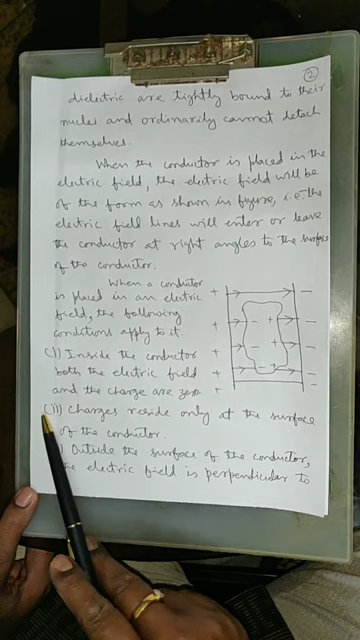 (2)
dielectric are tightly bound to their
nuclei and ordinarily cannot detach
themselves.
When the conductor is placed in the
electric field, the electric field will be
of the form as shown in figure, i.e. the
electric field lines will enter or leave
the conductor at right angles to the surface
of the conductor.
When a conductor
is placed in an electric
field, the following
conditions apply to it.
(i) Inside the conductor
both the electric field
and the charge are zero.
(ii) Charges reside only at the surface
of the conductor.
) Outside the surface of the conductor,
the electric field is perpendicular to
+ −
+ − + −
+ − + −
+ −
+ −